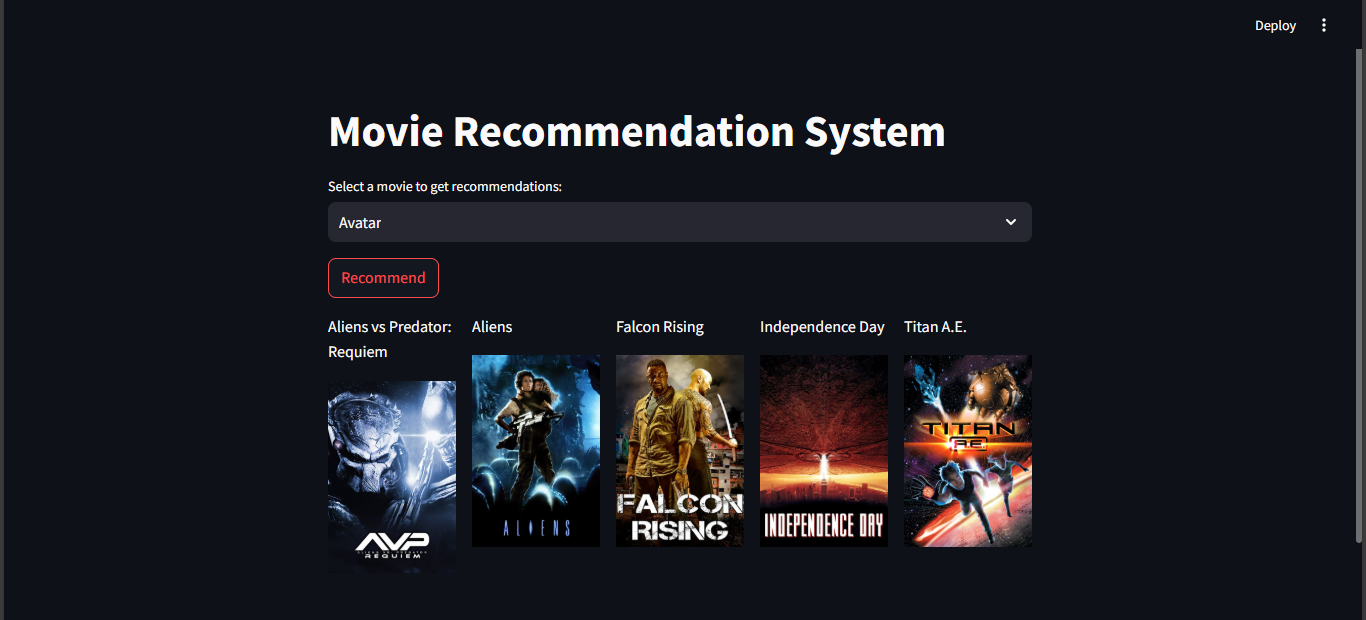 Deploy
Movie Recommendation System
Select a movie to get recommendations:
Avatar
Recommend
Aliens vs Predator:
Requiem
Aliens
Falcon Rising
Independence Day
Titan A.E.
AVP
REQUIEM
ALIENS
FALCON
RISING
INDEPENDENCE DAY
TITAN
A.E.